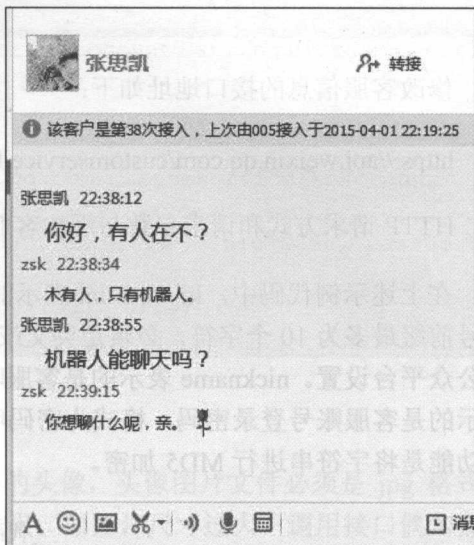 张思凯
转接
该客户是第38次接入，上次由005接入于2015-04-01 22:19:25
张思凯 22:38:12
你好，有人在不？
zsk 22:38:34
木有人，只有机器人。
张思凯 22:38:55
机器人能聊天吗？
zsk 22:39:15
你想聊什么呢，亲。
A
消